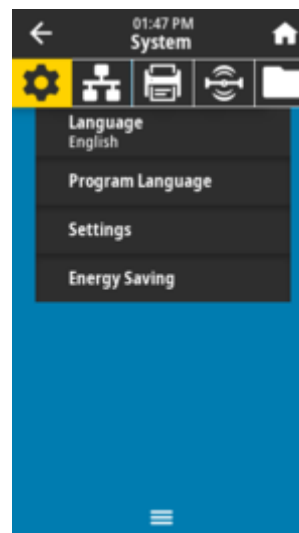 01:47 PM
System
Language
English
Program Language
Settings
Energy Saving